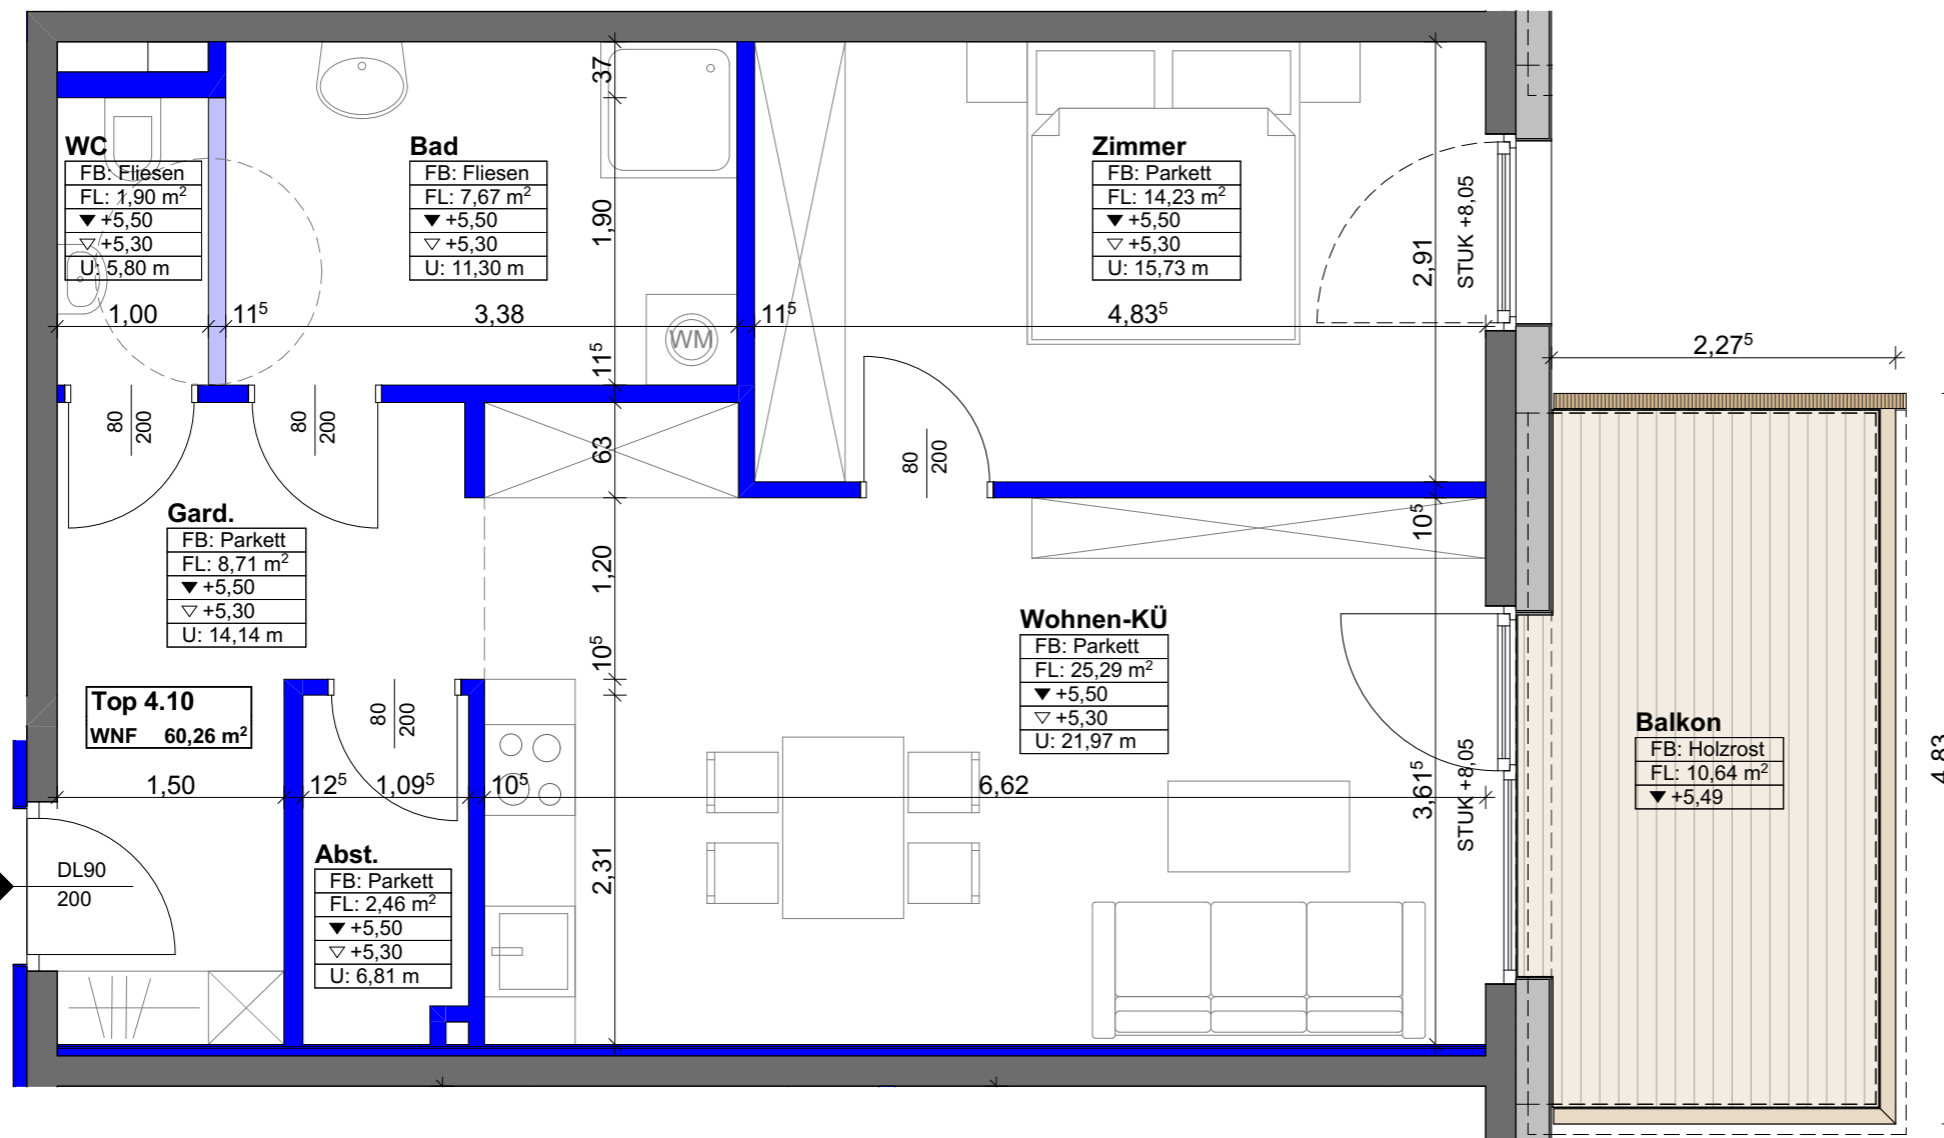 37
WC
FB: Fliesen
FL: 1,90 m²
▼ +5,50
▽ +5,30
U: 5,80 m
Bad
FB: Fliesen
FL: 7,67 m²
▼ +5,50
▽ +5,30
U: 11,30 m
1,90
Zimmer
FB: Parkett
FL: 14,23 m²
▼ +5,50
▽ +5,30
U: 15,73 m
2,91
STUK +8,05
1,00
11⁵
3,38
11⁵
4,83⁵
WM
11⁵
2,27⁵
80
200
80
200
63
80
200
Gard.
FB: Parkett
FL: 8,71 m²
▼ +5,50
▽ +5,30
U: 14,14 m
1,20
10⁵
10⁵
Wohnen-KÜ
FB: Parkett
FL: 25,29 m²
▼ +5,50
▽ +5,30
U: 21,97 m
Top 4.10
WNF 60,26 m²
80
200
Balkon
FB: Holzrost
FL: 10,64 m²
▼ +5,49
4,83
1,50
12⁵
1,09⁵
10⁵
6,62
3,61⁵
STUK +8,05
DL90
200
Abst.
FB: Parkett
FL: 2,46 m²
▼ +5,50
▽ +5,30
U: 6,81 m
2,31